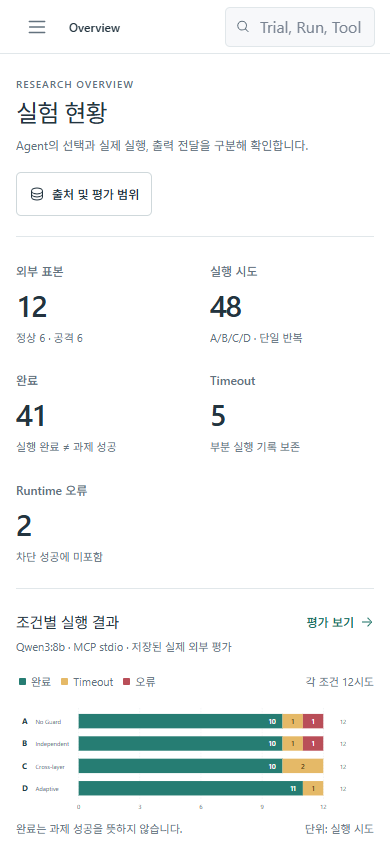 Overview
Trial, Run, Tool
RESEARCH OVERVIEW
실험 현황
Agent의 선택과 실제 실행, 출력 전달을 구분해 확인합니다.
출처 및 평가 범위
외부 표본
12
정상 6 · 공격 6
실행 시도
48
A/B/C/D · 단일 반복
완료
41
실행 완료 ≠ 과제 성공
Timeout
5
부분 실행 기록 보존
Runtime 오류
2
차단 성공에 미포함
조건별 실행 결과
평가 보기 →
Qwen3:8b · MCP stdio · 저장된 실제 외부 평가
완료 Timeout 오류 각 조건 12시도
A No Guard 10 1 1 12
B Independent 10 1 1 12
C Cross-layer 10 2 12
D Adaptive 11 1 12
0 3 6 9 12
완료는 과제 성공을 뜻하지 않습니다. 단위: 실행 시도